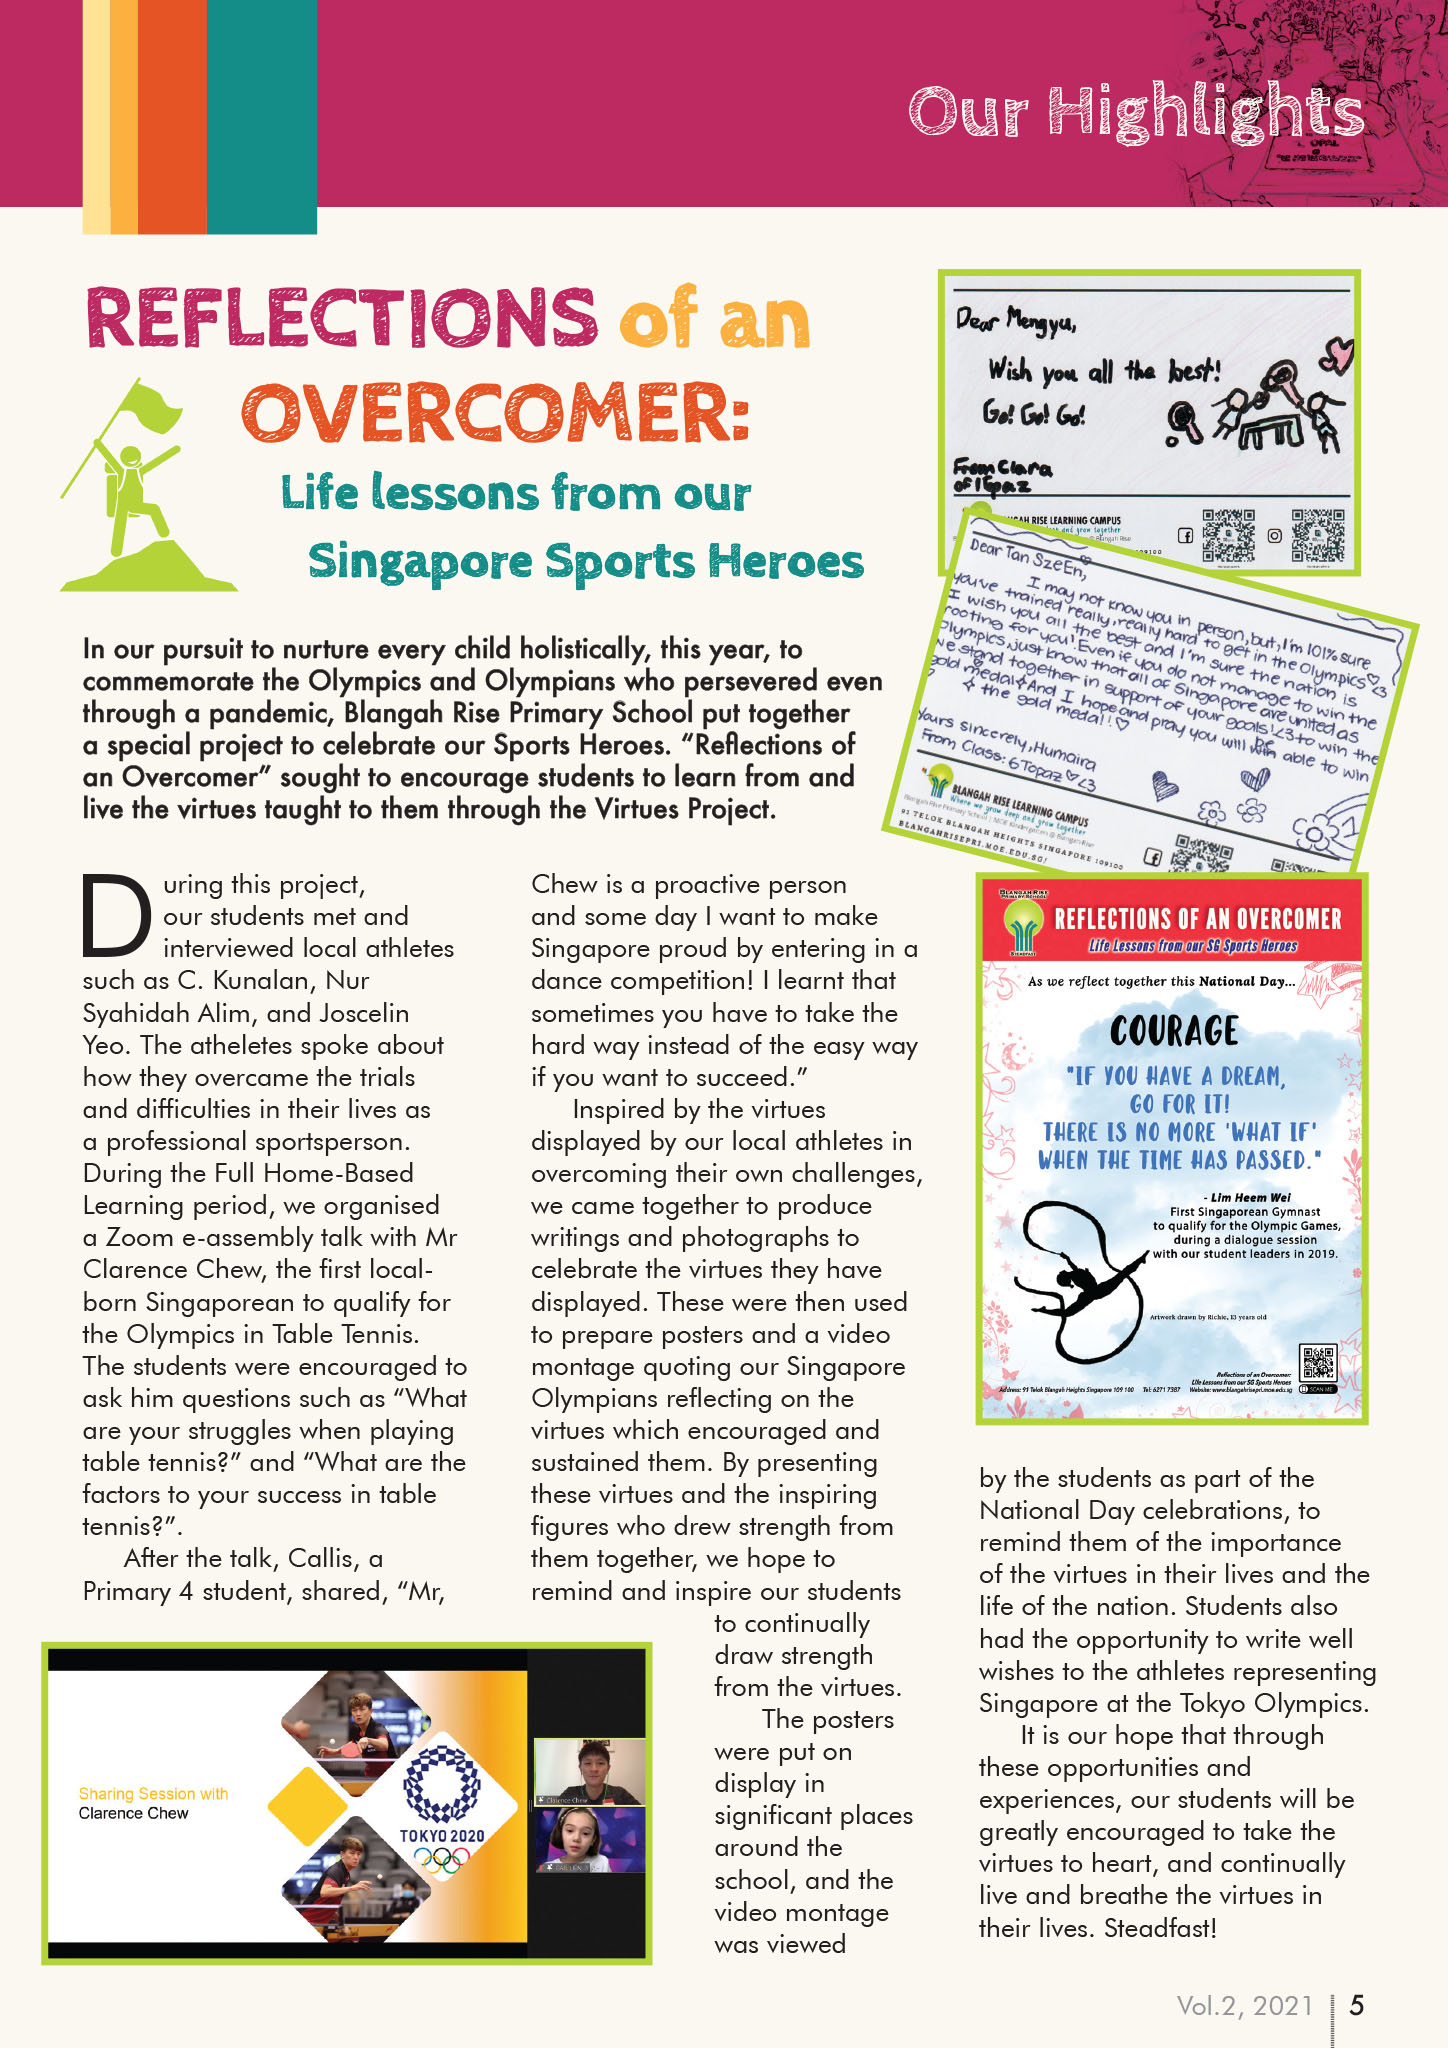 Our Highlights
OPAL
REFLECTIONS of an
OVERCOMER:
Life lessons from our
Singapore Sports Heroes
In our pursuit to nurture every child holistically, this year, to
commemorate the Olympics and Olympians who persevered even
through a pandemic, Blangah Rise Primary School put together
a special project to celebrate our Sports Heroes. “Reflections of
an Overcomer” sought to encourage students to learn from and
live the virtues taught to them through the Virtues Project.
During this project,
our students met and
interviewed local athletes
such as C. Kunalan, Nur
Syahidah Alim, and Joscelin
Yeo. The atheletes spoke about
how they overcame the trials
and difficulties in their lives as
a professional sportsperson.
During the Full Home-Based
Learning period, we organised
a Zoom e-assembly talk with Mr
Clarence Chew, the first local-
born Singaporean to qualify for
the Olympics in Table Tennis.
The students were encouraged to
ask him questions such as “What
are your struggles when playing
table tennis?” and “What are the
factors to your success in table
tennis?”.
After the talk, Callis, a
Primary 4 student, shared, “Mr,
Chew is a proactive person
and some day I want to make
Singapore proud by entering in a
dance competition! I learnt that
sometimes you have to take the
hard way instead of the easy way
if you want to succeed.”
Inspired by the virtues
displayed by our local athletes in
overcoming their own challenges,
we came together to produce
writings and photographs to
celebrate the virtues they have
displayed. These were then used
to prepare posters and a video
montage quoting our Singapore
Olympians reflecting on the
virtues which encouraged and
sustained them. By presenting
these virtues and the inspiring
figures who drew strength from
them together, we hope to
remind and inspire our students
to continually
draw strength
from the virtues.
The posters
were put on
display in
significant places
around the
school, and the
video montage
was viewed
by the students as part of the
National Day celebrations, to
remind them of the importance
of the virtues in their lives and the
life of the nation. Students also
had the opportunity to write well
wishes to the athletes representing
Singapore at the Tokyo Olympics.
It is our hope that through
these opportunities and
experiences, our students will be
greatly encouraged to take the
virtues to heart, and continually
live and breathe the virtues in
their lives. Steadfast!
Dear Mengyu,
Wish you all the best!
Go! Go! Go!
From Clara
of 1 Topaz
RISE LEARNING CAMPUS
and grow together
@ Blangah Rise
109100
Dear Tan SzeEn,
I may not know you in person, but, I'm 101% sure
you've trained really, really hard to get in the Olympics♡
I wish you all the best and I'm sure the nation is <3
rooting for you! Even if you do not manage to win the
Olympics, just know that all of Singapore are united as
we stand together in support of your goals! <3 to win the
gold medal And I hope and pray you will be able to win
the gold medal! ♡
Yours sincerely, Humaira
From Class: 6 Topaz ♡ <3
BLANGAH RISE LEARNING CAMPUS
Where we grow deep and grow together
Blangah Rise Primary School | MOE Kindergarten @ Blangah Rise
91 TELOK BLANGAH HEIGHTS SINGAPORE 109100
BLANGAHRISEPRI.MOE.EDU.SG/
BLANGAH RISE
PRIMARY SCHOOL
STEADFAST
REFLECTIONS OF AN OVERCOMER
Life Lessons from our SG Sports Heroes
As we reflect together this National Day...
COURAGE
"IF YOU HAVE A DREAM,
GO FOR IT!
THERE IS NO MORE 'WHAT IF'
WHEN THE TIME HAS PASSED."
- Lim Heem Wei
First Singaporean Gymnast
to qualify for the Olympic Games,
during a dialogue session
with our student leaders in 2019.
Artwork drawn by Richie, 13 years old
Reflections of an Overcomer:
Life Lessons from our SG Sports Heroes
Address: 91 Telok Blangah Heights Singapore 109 100 Tel: 6271 7387 Website: www.blangahrisepri.moe.edu.sg
SCAN ME
Sharing Session with
Clarence Chew
TOKYO 2020
Clarence Chew
Vol.2, 2021
5